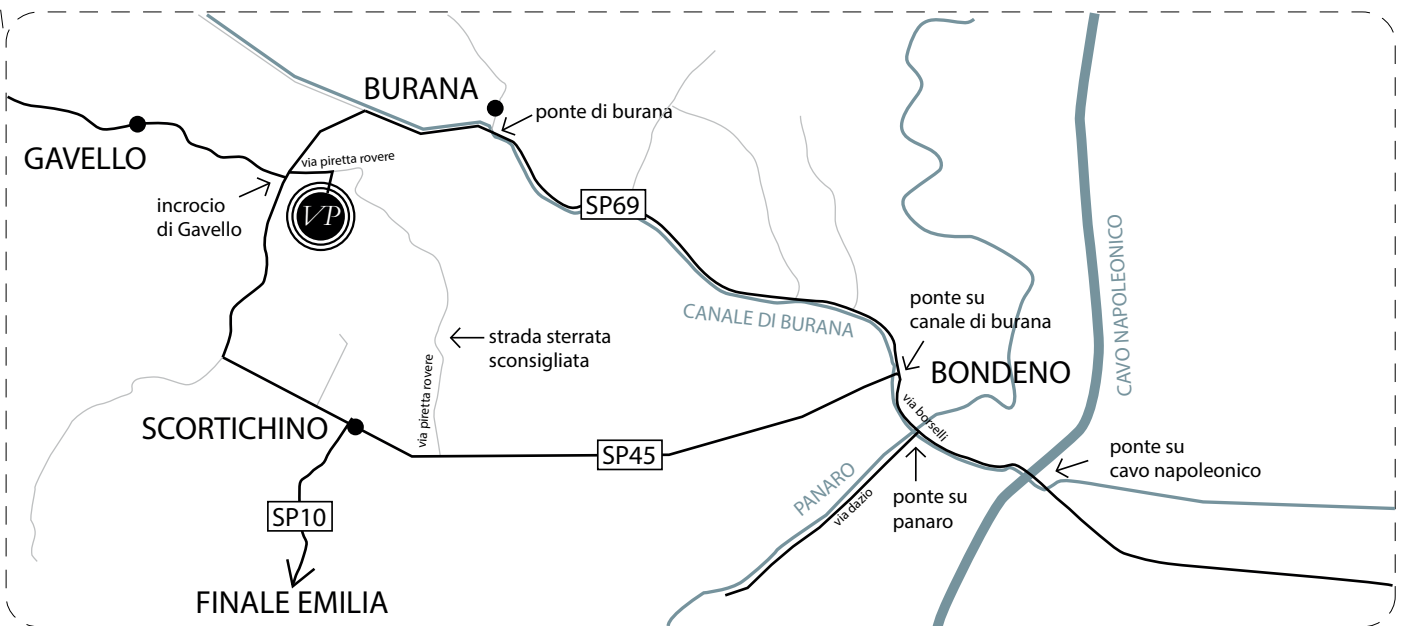 BURANA
ponte di burana
GAVELLO
via piretta rovere
incrocio
di Gavello
VP
SP69
CANALE DI BURANA
CAVO NAPOLEONICO
ponte su
canale di burana
strada sterrata
sconsigliata
via piretta rovere
BONDENO
via borselli
SCORTICHINO
SP45
ponte su
cavo napoleonico
PANARO
via dazio
ponte su
panaro
SP10
FINALE EMILIA